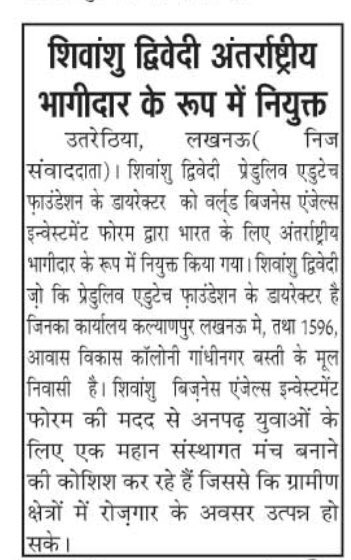 शिवांशु द्विवेदी अंतर्राष्ट्रीय
भागीदार के रूप में नियुक्त
उतरेठिया, लखनऊ( निज
संवाददाता)। शिवांशु द्विवेदी प्रेडुलिव एडुटेच
फ़ाउंडेशन के डायरेक्टर को वर्ल्ड बिजनेस एंजेल्स
इन्वेस्टमेंट फोरम द्वारा भारत के लिए अंतर्राष्ट्रीय
भागीदार के रूप में नियुक्त किया गया। शिवांशु द्विवेदी
जो़ कि प्रेडुलिव एडुटेच फ़ाउंडेशन के डायरेक्टर है
जिनका कार्यालय कल्याणपुर लखनऊ मे, तथा 1596,
आवास विकास कॉलोनी गांधीनगर बस्ती के मूल
निवासी है। शिवांशु बिज़नेस एंजेल्स इन्वेस्टमेंट
फोरम की मदद से अनपढ़ युवाओं के
लिए एक महान संस्थागत मंच बनाने
की कोशिश कर रहे हैं जिससे कि ग्रामीण
क्षेत्रों में रोज़गार के अवसर उत्पन्न हो
सके।